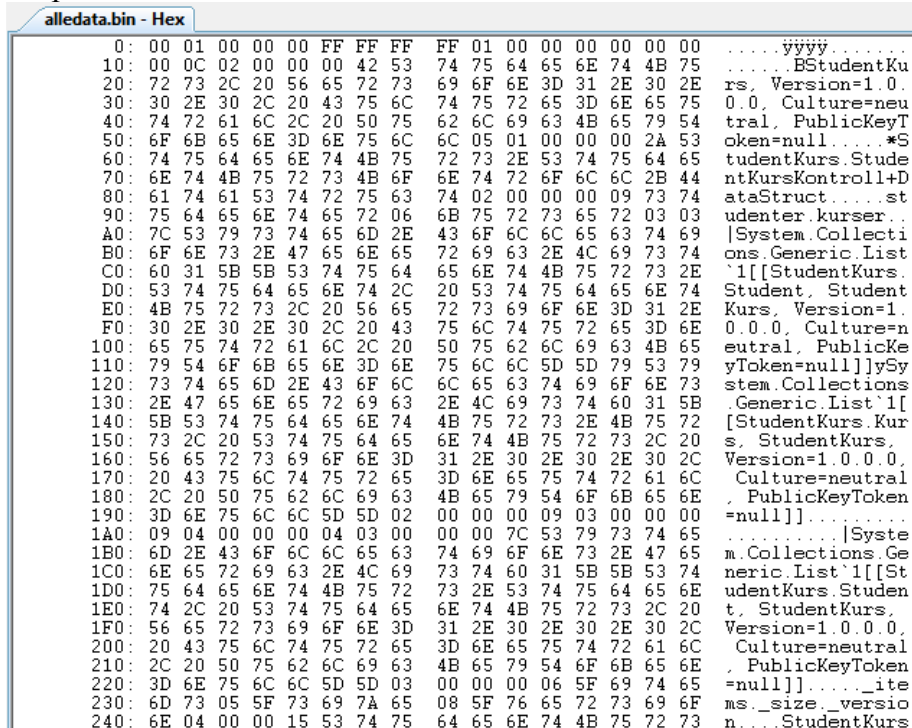 alledata.bin - Hex
0: 00 01 00 00 00 FF FF FF FF 01 00 00 00 00 00 00 .....ÿÿÿÿ.......
10: 00 0C 02 00 00 00 42 53 74 75 64 65 6E 74 4B 75 ......BStudentKu
20: 72 73 2C 20 56 65 72 73 69 6F 6E 3D 31 2E 30 2E rs, Version=1.0.
30: 30 2E 30 2C 20 43 75 6C 74 75 72 65 3D 6E 65 75 0.0, Culture=neu
40: 74 72 61 6C 2C 20 50 75 62 6C 69 63 4B 65 79 54 tral, PublicKeyT
50: 6F 6B 65 6E 3D 6E 75 6C 6C 05 01 00 00 00 2A 53 oken=null.....*S
60: 74 75 64 65 6E 74 4B 75 72 73 2E 53 74 75 64 65 tudentKurs.Stude
70: 6E 74 4B 75 72 73 4B 6F 6E 74 72 6F 6C 6C 2B 44 ntKursKontroll+D
80: 61 74 61 53 74 72 75 63 74 02 00 00 00 09 73 74 ataStruct.....st
90: 75 64 65 6E 74 65 72 06 6B 75 72 73 65 72 03 03 udenter.kurser..
A0: 7C 53 79 73 74 65 6D 2E 43 6F 6C 6C 65 63 74 69 |System.Collecti
B0: 6F 6E 73 2E 47 65 6E 65 72 69 63 2E 4C 69 73 74 ons.Generic.List
C0: 60 31 5B 5B 53 74 75 64 65 6E 74 4B 75 72 73 2E `1[[StudentKurs.
D0: 53 74 75 64 65 6E 74 2C 20 53 74 75 64 65 6E 74 Student, Student
E0: 4B 75 72 73 2C 20 56 65 72 73 69 6F 6E 3D 31 2E Kurs, Version=1.
F0: 30 2E 30 2E 30 2C 20 43 75 6C 74 75 72 65 3D 6E 0.0.0, Culture=n
100: 65 75 74 72 61 6C 2C 20 50 75 62 6C 69 63 4B 65 eutral, PublicKe
110: 79 54 6F 6B 65 6E 3D 6E 75 6C 6C 5D 5D 79 53 79 yToken=null]]ySy
120: 73 74 65 6D 2E 43 6F 6C 6C 65 63 74 69 6F 6E 73 stem.Collections
130: 2E 47 65 6E 65 72 69 63 2E 4C 69 73 74 60 31 5B .Generic.List`1[
140: 5B 53 74 75 64 65 6E 74 4B 75 72 73 2E 4B 75 72 [StudentKurs.Kur
150: 73 2C 20 53 74 75 64 65 6E 74 4B 75 72 73 2C 20 s, StudentKurs,
160: 56 65 72 73 69 6F 6E 3D 31 2E 30 2E 30 2E 30 2C Version=1.0.0.0,
170: 20 43 75 6C 74 75 72 65 3D 6E 65 75 74 72 61 6C Culture=neutral
180: 2C 20 50 75 62 6C 69 63 4B 65 79 54 6F 6B 65 6E , PublicKeyToken
190: 3D 6E 75 6C 6C 5D 5D 02 00 00 00 09 03 00 00 00 =null]].........
1A0: 09 04 00 00 00 04 03 00 00 00 7C 53 79 73 74 65 ..........|Syste
1B0: 6D 2E 43 6F 6C 6C 65 63 74 69 6F 6E 73 2E 47 65 m.Collections.Ge
1C0: 6E 65 72 69 63 2E 4C 69 73 74 60 31 5B 5B 53 74 neric.List`1[[St
1D0: 75 64 65 6E 74 4B 75 72 73 2E 53 74 75 64 65 6E udentKurs.Studen
1E0: 74 2C 20 53 74 75 64 65 6E 74 4B 75 72 73 2C 20 t, StudentKurs,
1F0: 56 65 72 73 69 6F 6E 3D 31 2E 30 2E 30 2E 30 2C Version=1.0.0.0,
200: 20 43 75 6C 74 75 72 65 3D 6E 65 75 74 72 61 6C Culture=neutral
210: 2C 20 50 75 62 6C 69 63 4B 65 79 54 6F 6B 65 6E , PublicKeyToken
220: 3D 6E 75 6C 6C 5D 5D 03 00 00 00 06 5F 69 74 65 =null]]....._ite
230: 6D 73 05 5F 73 69 7A 65 08 5F 76 65 72 73 69 6F ms._size._versio
240: 6E 04 00 00 15 53 74 75 64 65 6E 74 4B 75 72 73 n....StudentKurs